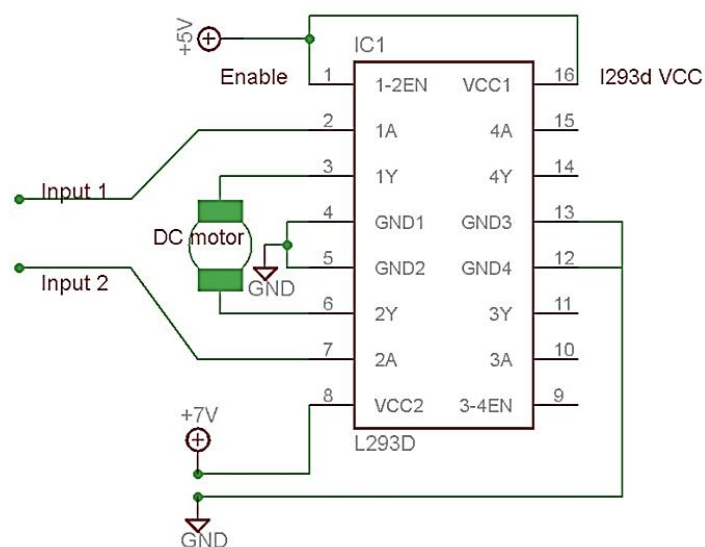 +5V
IC1
Enable
1
1-2EN
VCC1
16
l293d VCC
2
1A
4A
15
3
1Y
4Y
14
Input 1
4
GND1
GND3
13
DC motor
5
GND2
GND4
12
Input 2
GND
6
2Y
3Y
11
7
2A
3A
10
8
VCC2
3-4EN
9
+7V
L293D
GND